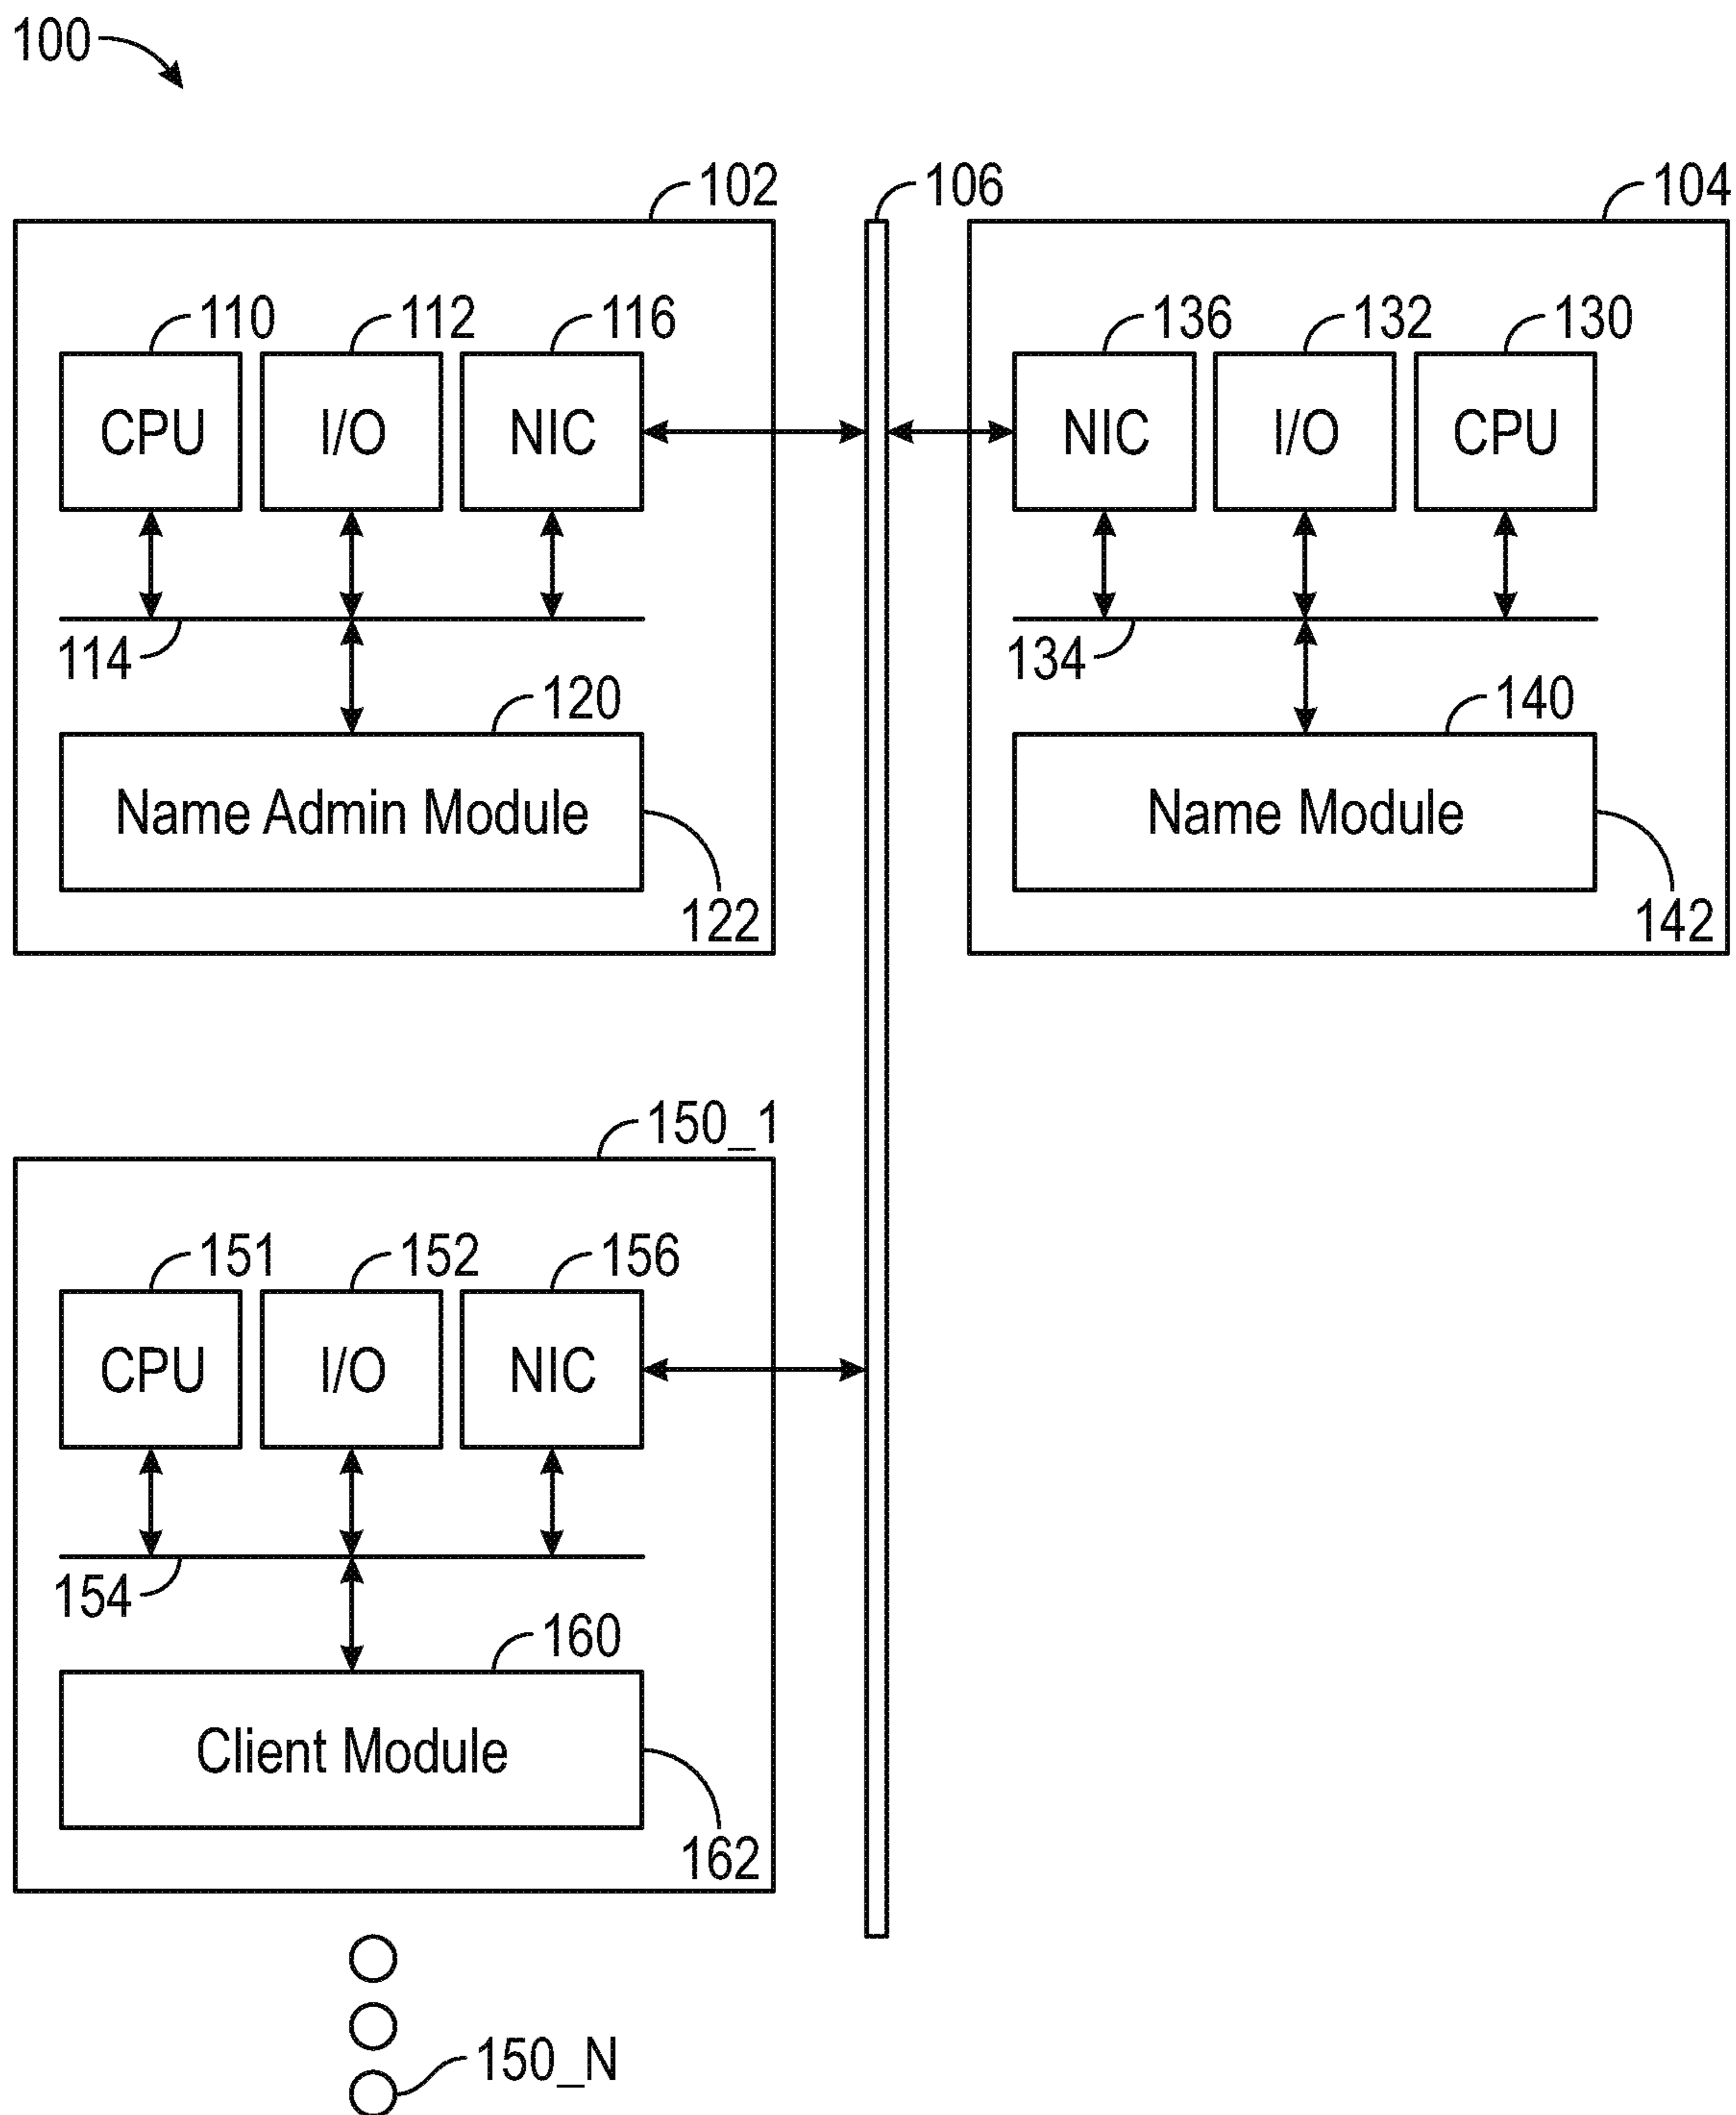 100
102 106 104
110 112 116 136 132 130
CPU I/O NIC NIC I/O CPU
114 134
120 140
Name Admin Module Name Module
122 142
150_1
151 152 156
CPU I/O NIC
154
160
Client Module
162
150_N